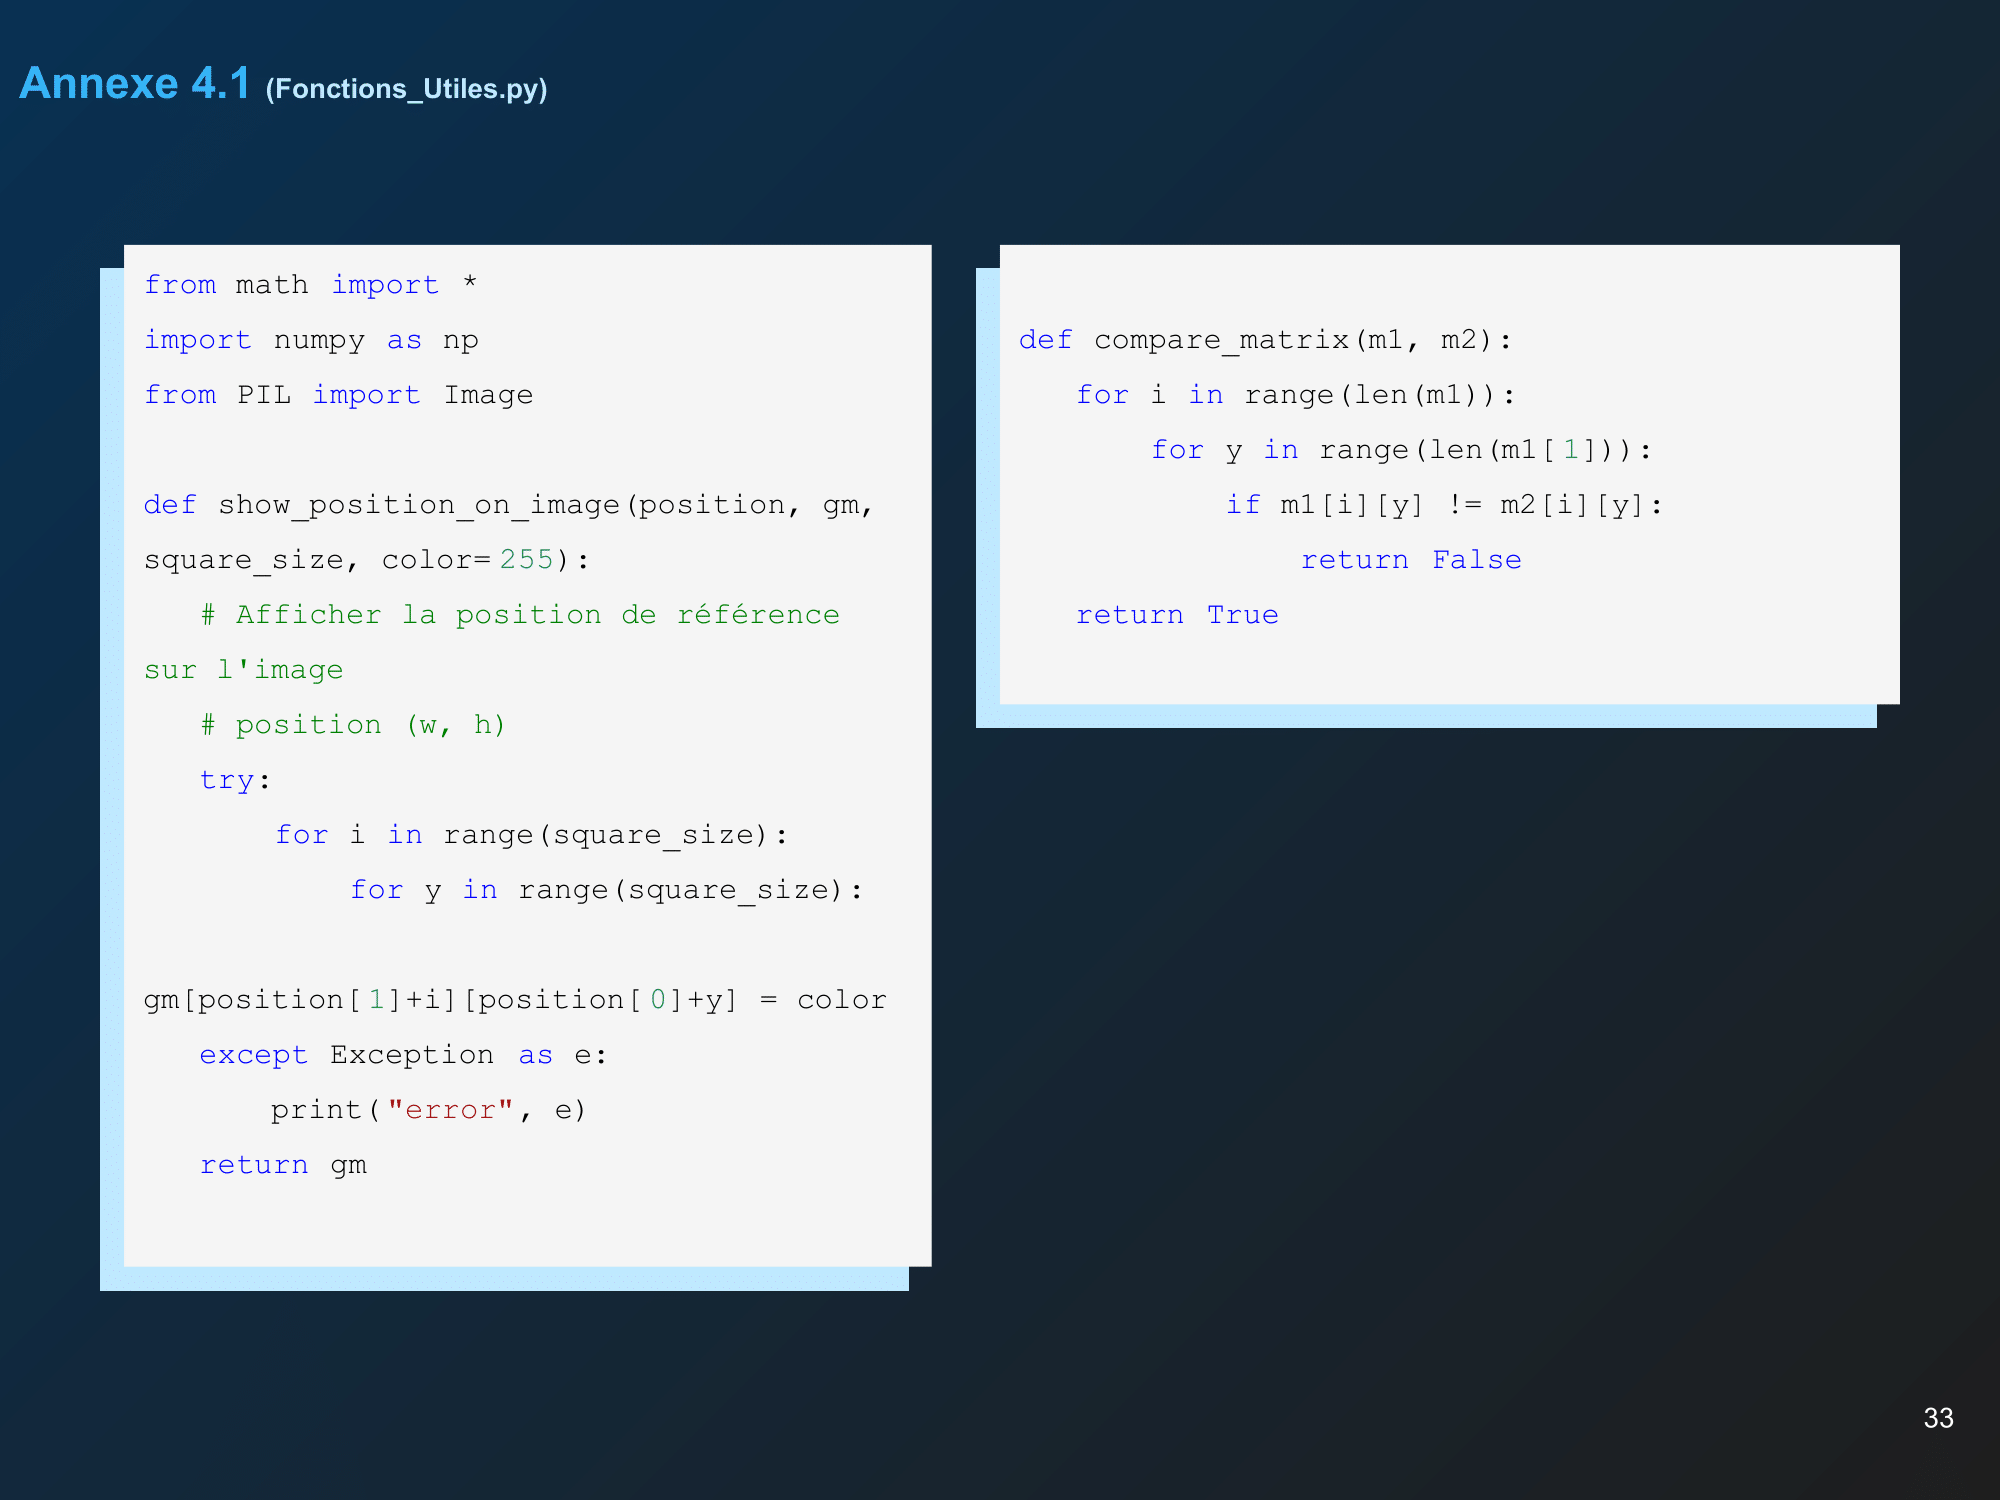 Annexe 4.1 (Fonctions_Utiles.py)
from math import *
import numpy as np
from PIL import Image
def show_position_on_image(position, gm,
square_size, color=255):
# Afficher la position de référence
sur l'image
# position (w, h)
try:
for i in range(square_size):
for y in range(square_size):
gm[position[1]+i][position[0]+y] = color
except Exception as e:
print("error", e)
return gm
def compare_matrix(m1, m2):
for i in range(len(m1)):
for y in range(len(m1[1])):
if m1[i][y] != m2[i][y]:
return False
return True
33